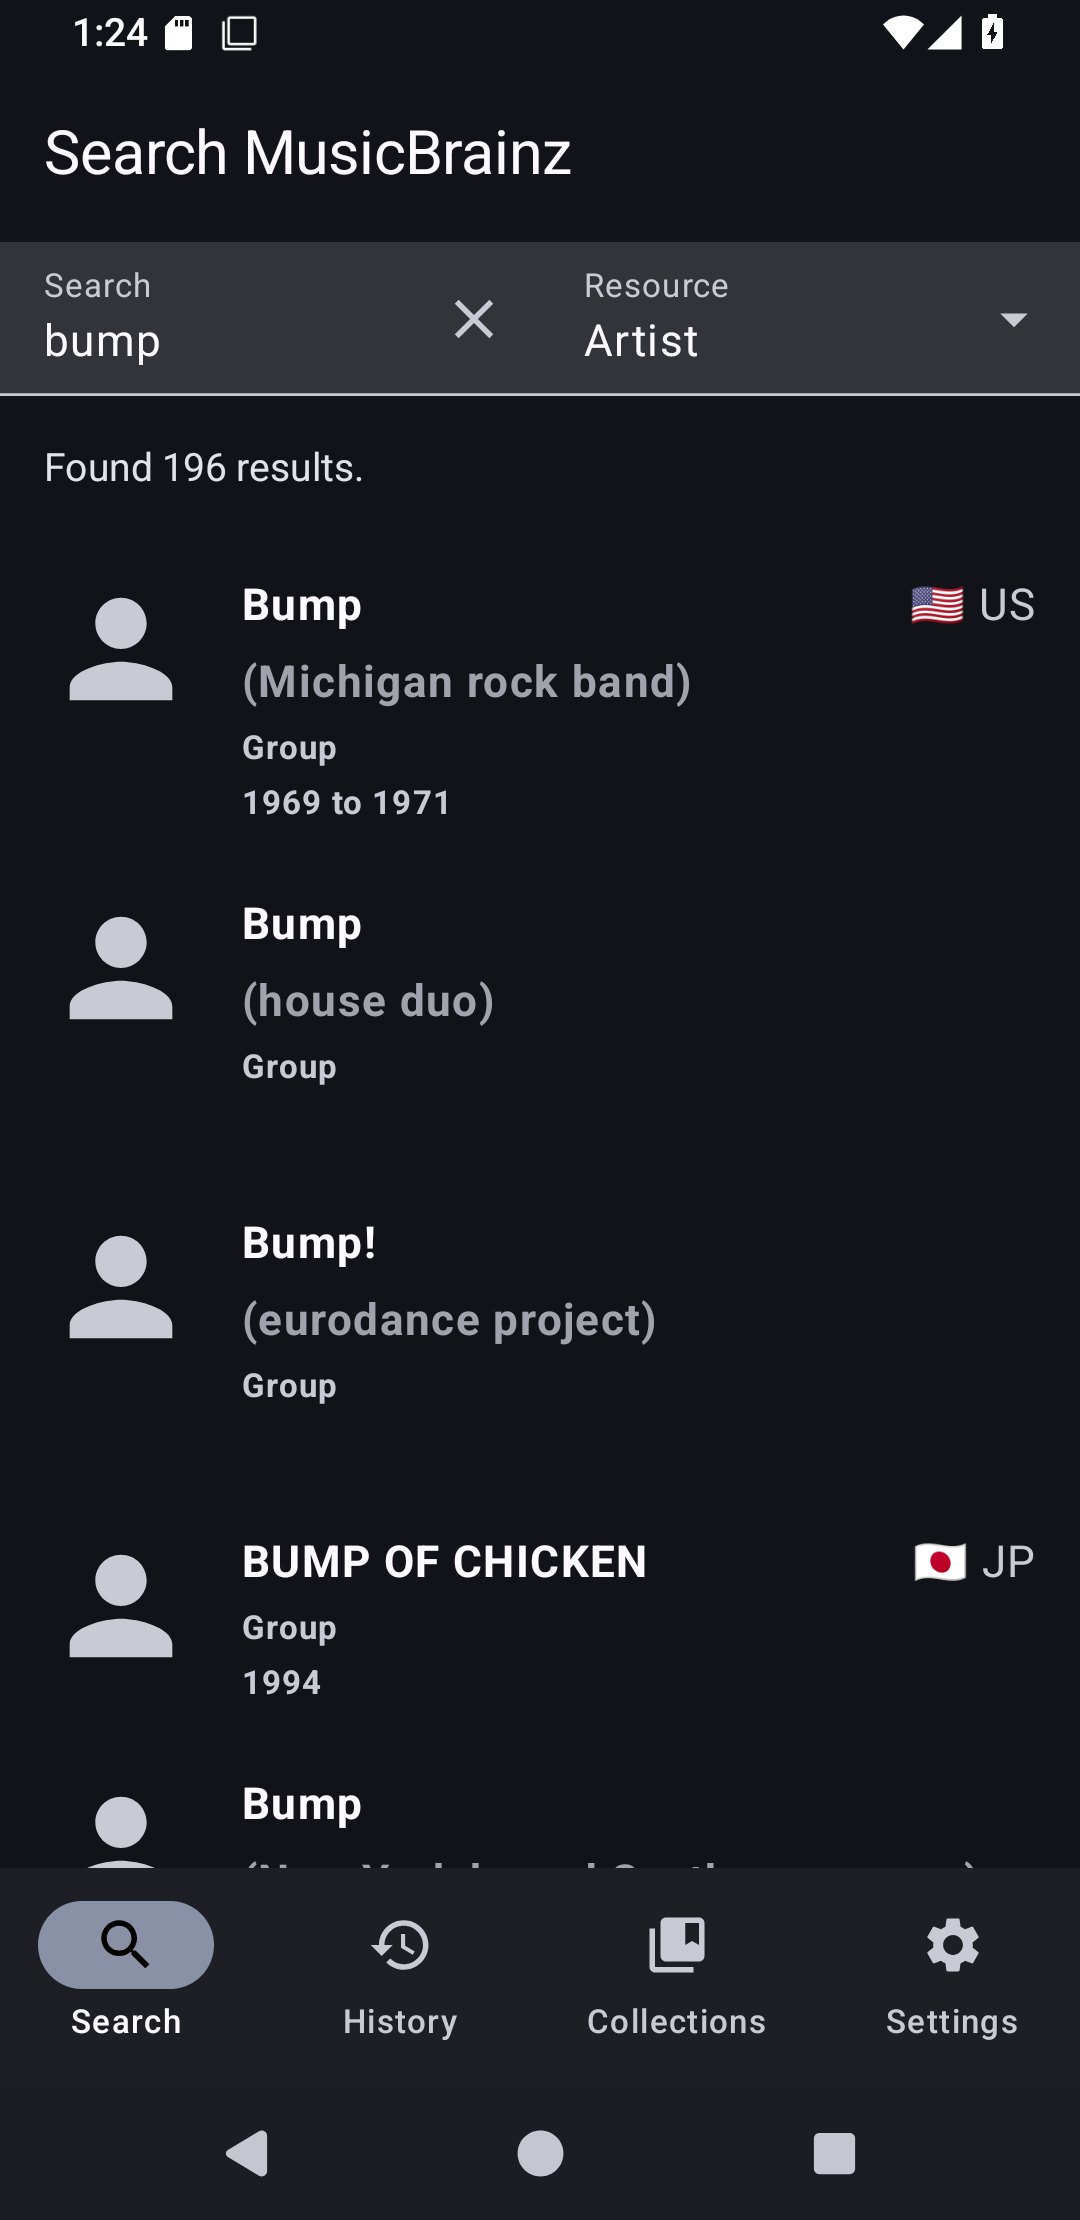 1:24
Search MusicBrainz
Search
bump
Resource
Artist
Found 196 results.
Bump
🇺🇸 US
(Michigan rock band)
Group
1969 to 1971
Bump
(house duo)
Group
Bump!
(eurodance project)
Group
BUMP OF CHICKEN
🇯🇵 JP
Group
1994
Bump
Search
History
Collections
Settings